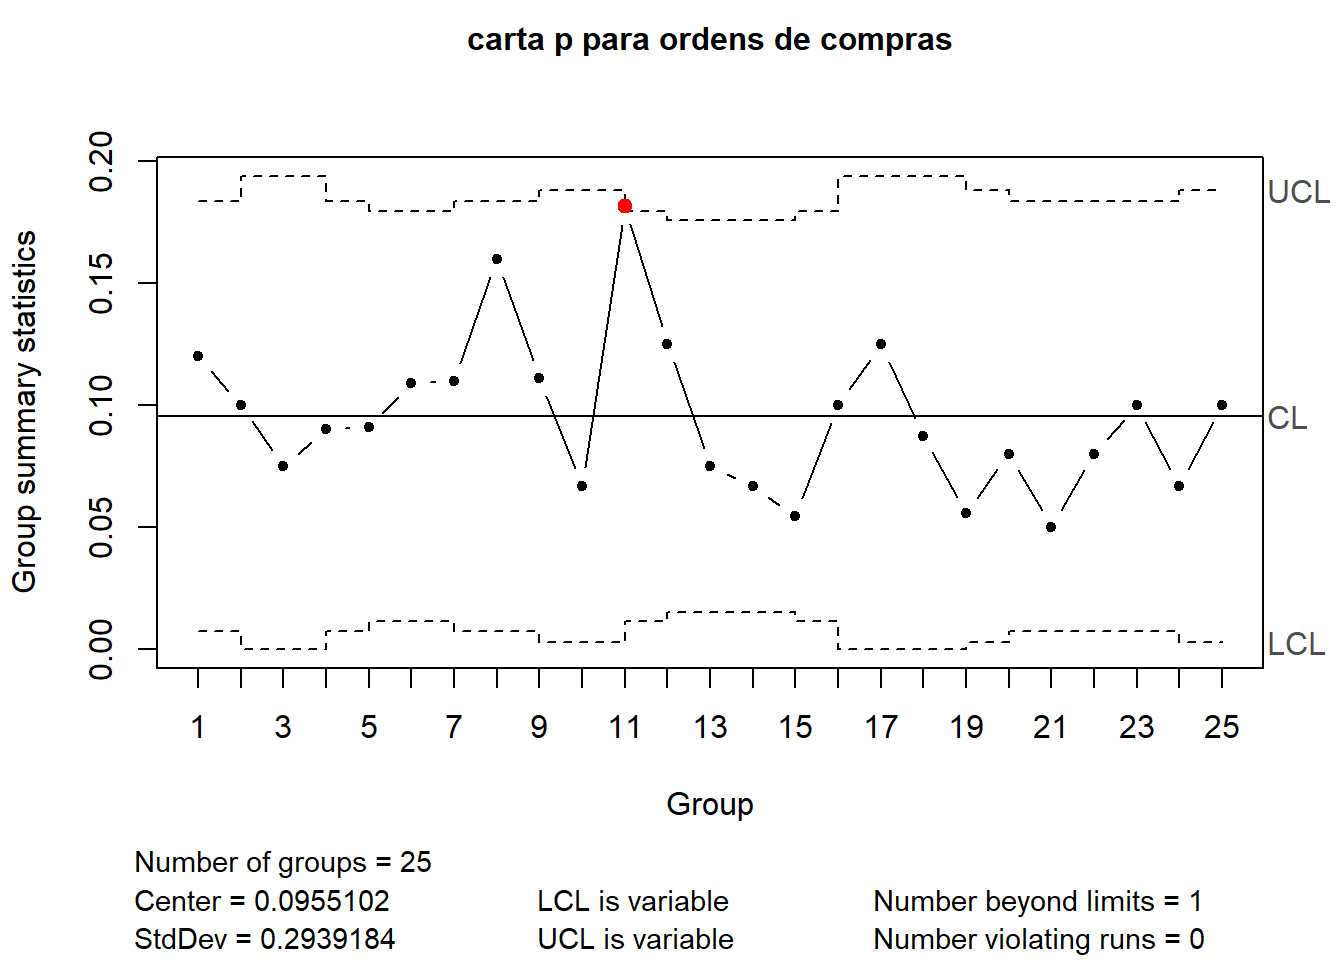 carta p para ordens de compras
Group summary statistics
0.20
0.15
0.10
0.05
0.00
UCL
CL
LCL
1 3 5 7 9 11 13 15 17 19 21 23 25
Group
Number of groups = 25
Center = 0.0955102 LCL is variable Number beyond limits = 1
StdDev = 0.2939184 UCL is variable Number violating runs = 0